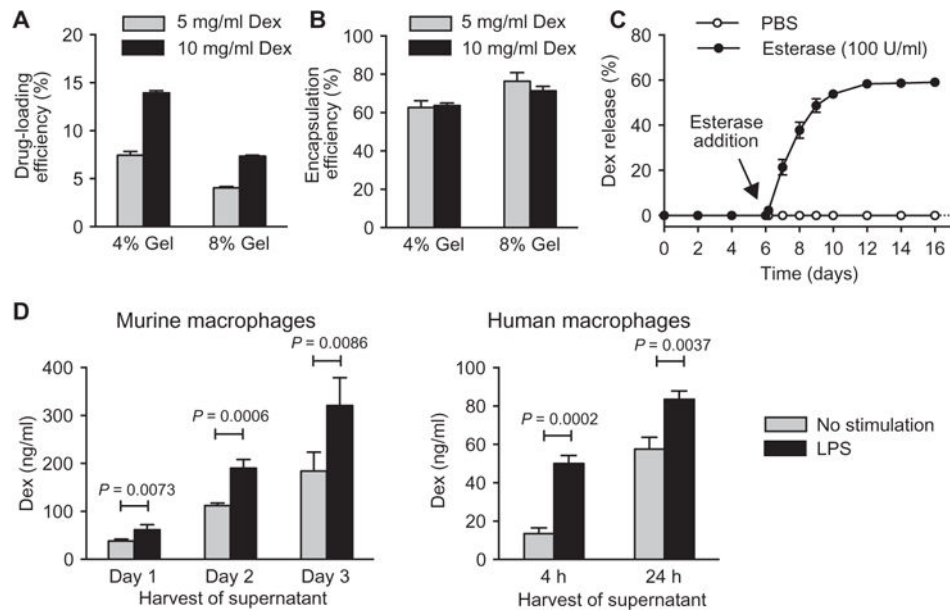 A
5 mg/ml Dex
10 mg/ml Dex
Drug-loading
efficiency (%)
20
15
10
5
0
4% Gel
8% Gel
B
5 mg/ml Dex
10 mg/ml Dex
Encapsulation
efficiency (%)
100
80
60
40
20
0
4% Gel
8% Gel
C
PBS
Esterase (100 U/ml)
Dex release (%)
80
60
40
20
0
Esterase
addition
0 2 4 6 8 10 12 14 16
Time (days)
D
Murine macrophages
Dex (ng/ml)
400
300
200
100
0
P = 0.0073
P = 0.0006
P = 0.0086
Day 1 Day 2 Day 3
Harvest of supernatant
Human macrophages
Dex (ng/ml)
100
80
60
40
20
0
P = 0.0002
P = 0.0037
4 h 24 h
Harvest of supernatant
No stimulation
LPS